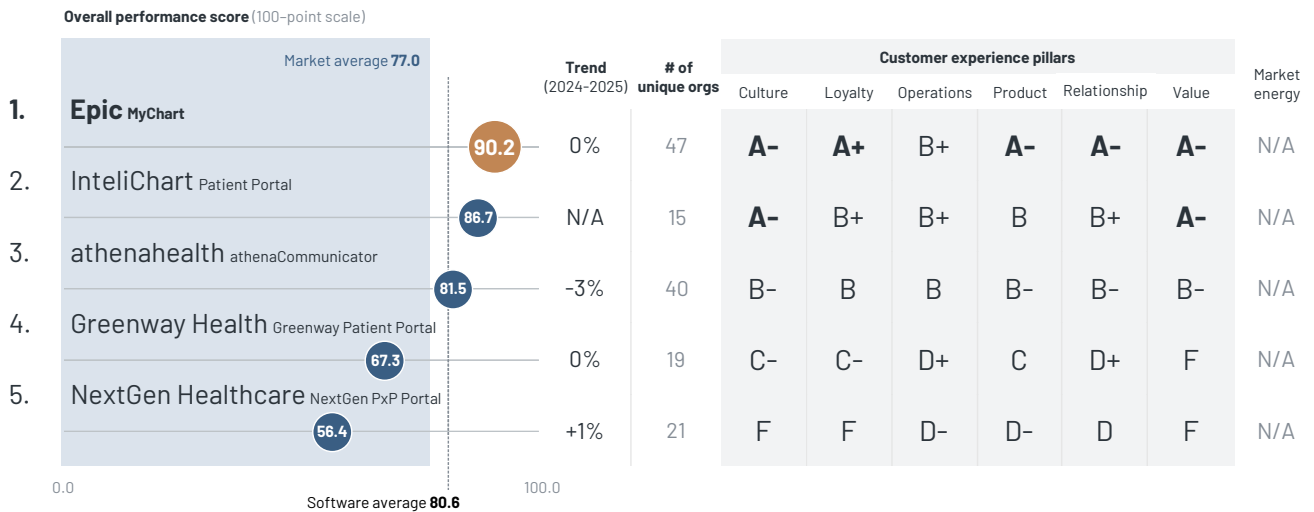 Overall performance score (100-point scale)
Market average 77.0
Trend
(2024-2025)
# of
unique orgs
Customer experience pillars
Culture Loyalty Operations Product Relationship Value
Market
energy
1. Epic MyChart
90.2 0% 47 A- A+ B+ A- A- A- N/A
2. InteliChart Patient Portal
86.7 N/A 15 A- B+ B+ B B+ A- N/A
3. athenahealth athenaCommunicator
81.5 -3% 40 B- B B B- B- B- N/A
4. Greenway Health Greenway Patient Portal
67.3 0% 19 C- C- D+ C D+ F N/A
5. NextGen Healthcare NextGen PxP Portal
56.4 +1% 21 F F D- D- D F N/A
0.0 100.0
Software average 80.6